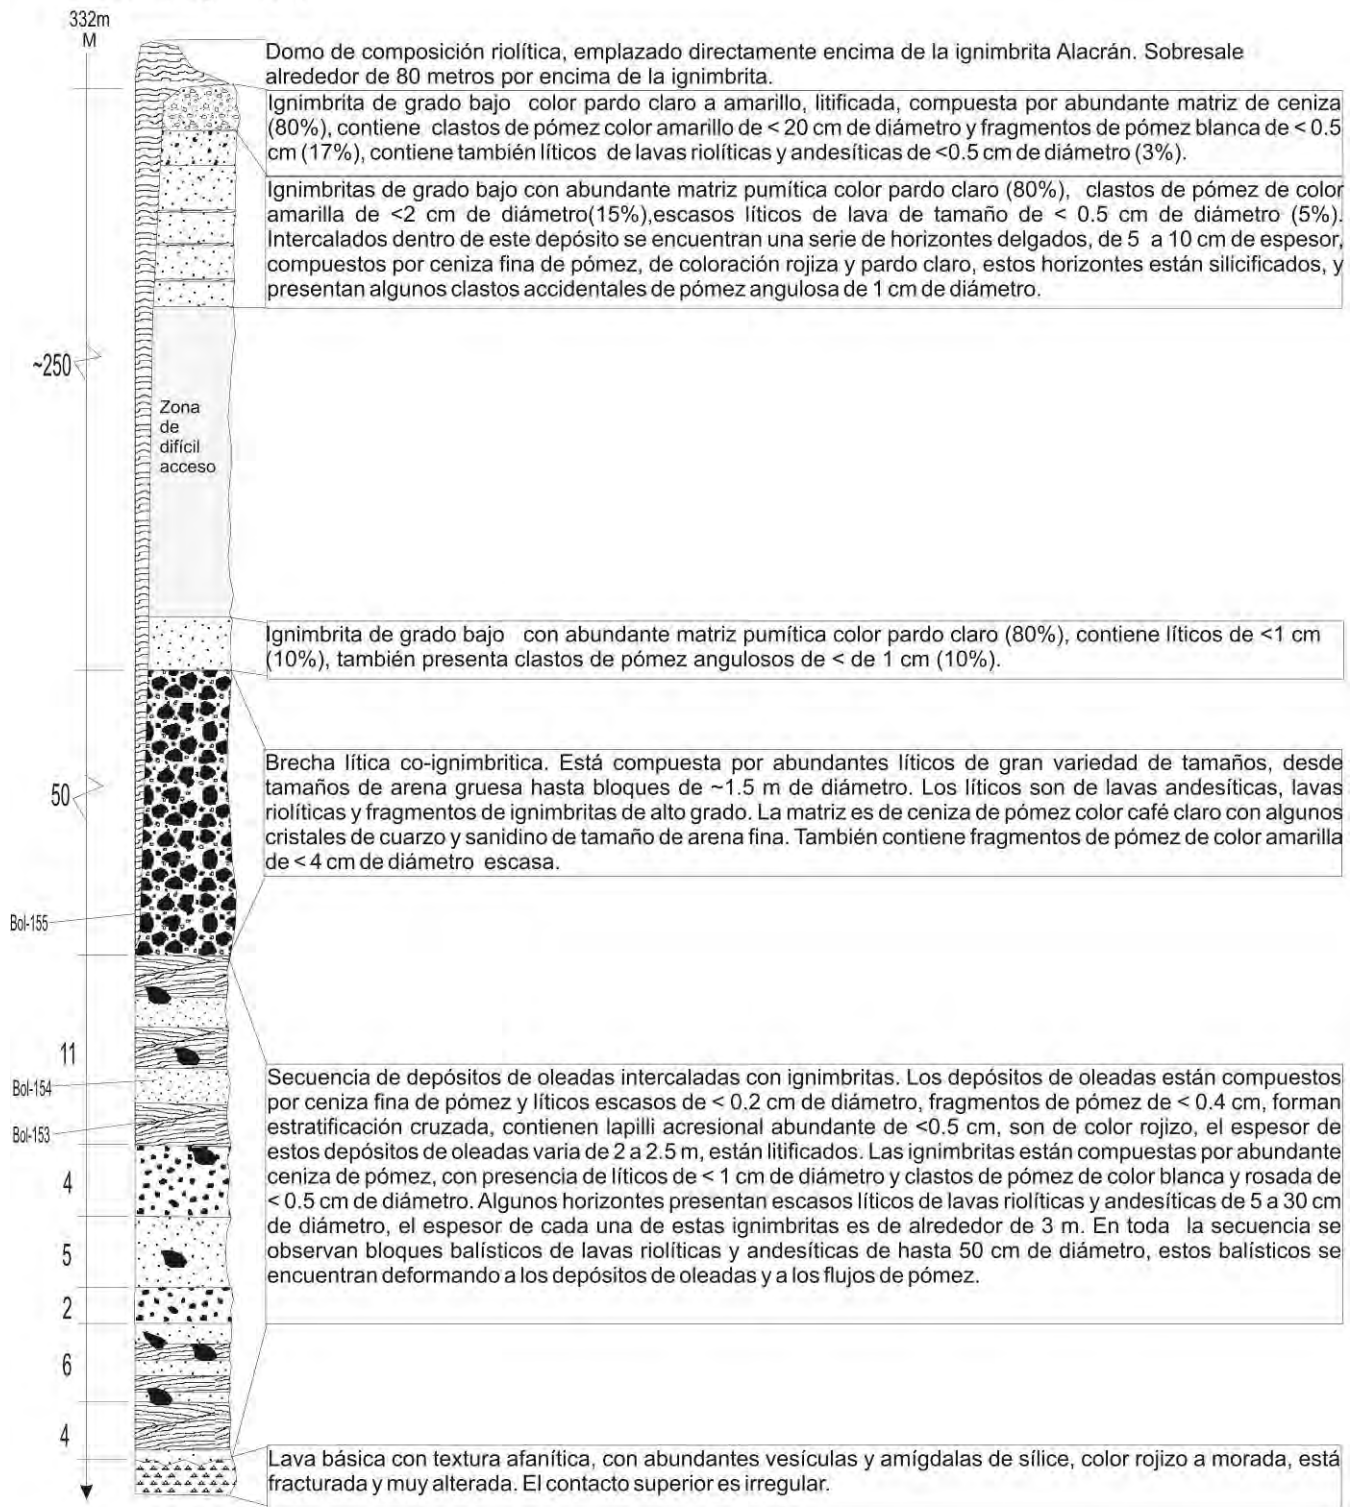 332m
M
Domo de composición riolítica, emplazado directamente encima de la ignimbrita Alacrán. Sobresale
alrededor de 80 metros por encima de la ignimbrita.
Ignimbrita de grado bajo color pardo claro a amarillo, litificada, compuesta por abundante matriz de ceniza
(80%), contiene clastos de pómez color amarillo de < 20 cm de diámetro y fragmentos de pómez blanca de < 0.5
cm (17%), contiene también líticos de lavas riolíticas y andesíticas de <0.5 cm de diámetro (3%).
Ignimbritas de grado bajo con abundante matriz pumítica color pardo claro (80%), clastos de pómez de color
amarilla de <2 cm de diámetro(15%),escasos líticos de lava de tamaño de < 0.5 cm de diámetro (5%).
Intercalados dentro de este depósito se encuentran una serie de horizontes delgados, de 5 a 10 cm de espesor,
compuestos por ceniza fina de pómez, de coloración rojiza y pardo claro, estos horizontes están silicificados, y
presentan algunos clastos accidentales de pómez angulosa de 1 cm de diámetro.
~250
Zona
de
difícil
acceso
Ignimbrita de grado bajo con abundante matriz pumítica color pardo claro (80%), contiene líticos de <1 cm
(10%), también presenta clastos de pómez angulosos de < de 1 cm (10%).
Brecha lítica co-ignimbritica. Está compuesta por abundantes líticos de gran variedad de tamaños, desde
tamaños de arena gruesa hasta bloques de ~1.5 m de diámetro. Los líticos son de lavas andesíticas, lavas
riolíticas y fragmentos de ignimbritas de alto grado. La matriz es de ceniza de pómez color café claro con algunos
cristales de cuarzo y sanidino de tamaño de arena fina. También contiene fragmentos de pómez de color amarilla
de < 4 cm de diámetro escasa.
50
Bol-155
11
Bol-154
Bol-153
Secuencia de depósitos de oleadas intercaladas con ignimbritas. Los depósitos de oleadas están compuestos
por ceniza fina de pómez y líticos escasos de < 0.2 cm de diámetro, fragmentos de pómez de < 0.4 cm, forman
estratificación cruzada, contienen lapilli acresional abundante de <0.5 cm, son de color rojizo, el espesor de
estos depósitos de oleadas varia de 2 a 2.5 m, están litificados. Las ignimbritas están compuestas por abundante
ceniza de pómez, con presencia de líticos de < 1 cm de diámetro y clastos de pómez de color blanca y rosada de
< 0.5 cm de diámetro. Algunos horizontes presentan escasos líticos de lavas riolíticas y andesíticas de 5 a 30 cm
de diámetro, el espesor de cada una de estas ignimbritas es de alrededor de 3 m. En toda la secuencia se
observan bloques balísticos de lavas riolíticas y andesíticas de hasta 50 cm de diámetro, estos balísticos se
encuentran deformando a los depósitos de oleadas y a los flujos de pómez.
4
5
2
6
4
Lava básica con textura afanítica, con abundantes vesículas y amígdalas de sílice, color rojizo a morada, está
fracturada y muy alterada. El contacto superior es irregular.